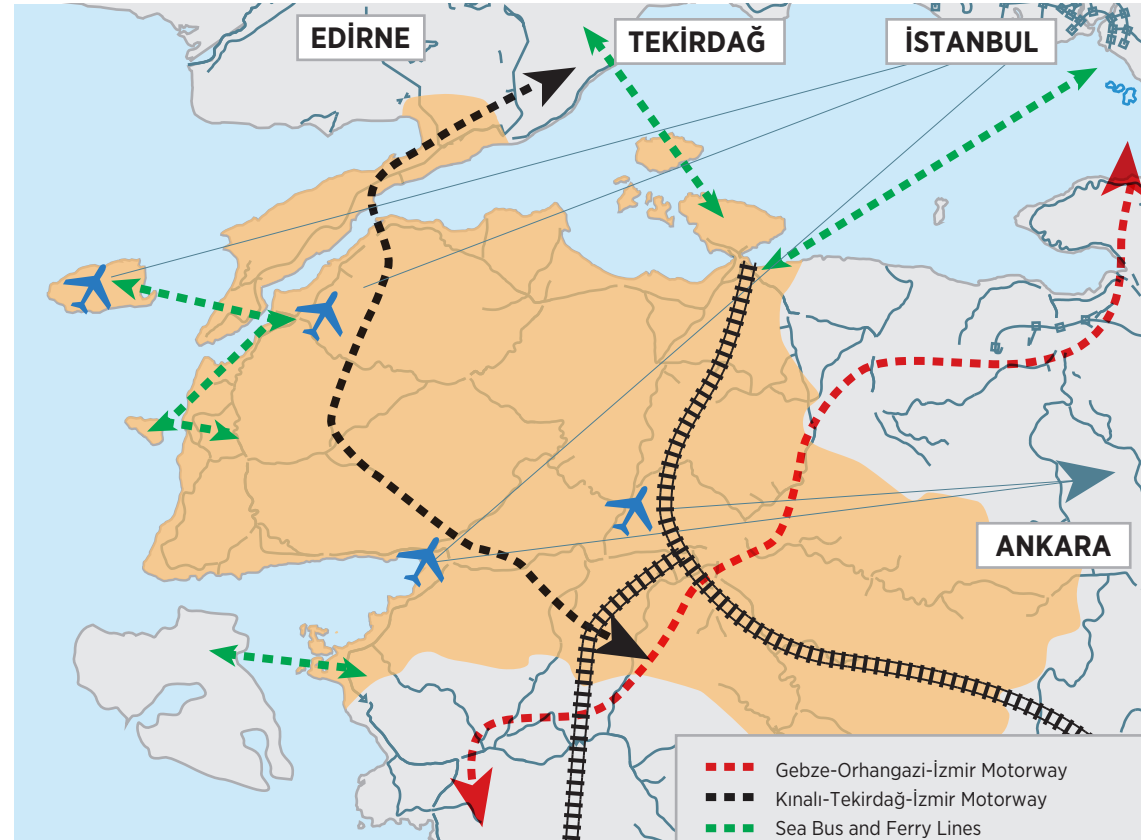 EDİRNE
TEKİRDAĞ
İSTANBUL
ANKARA
Gebze-Orhangazi-İzmir Motorway
Kınalı-Tekirdağ-İzmir Motorway
Sea Bus and Ferry Lines